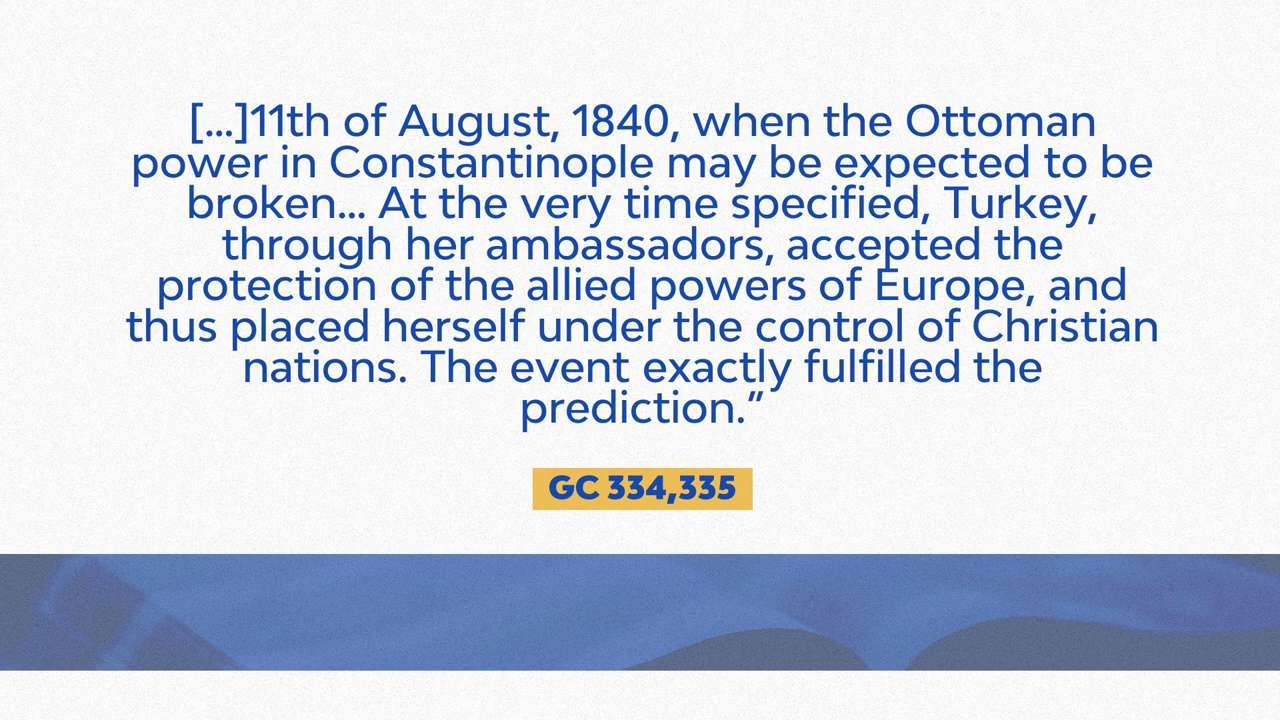 [...]11th of August, 1840, when the Ottoman
power in Constantinople may be expected to be
broken... At the very time specified, Turkey,
through her ambassadors, accepted the
protection of the allied powers of Europe, and
thus placed herself under the control of Christian
nations. The event exactly fulfilled the
prediction.”
GC 334,335